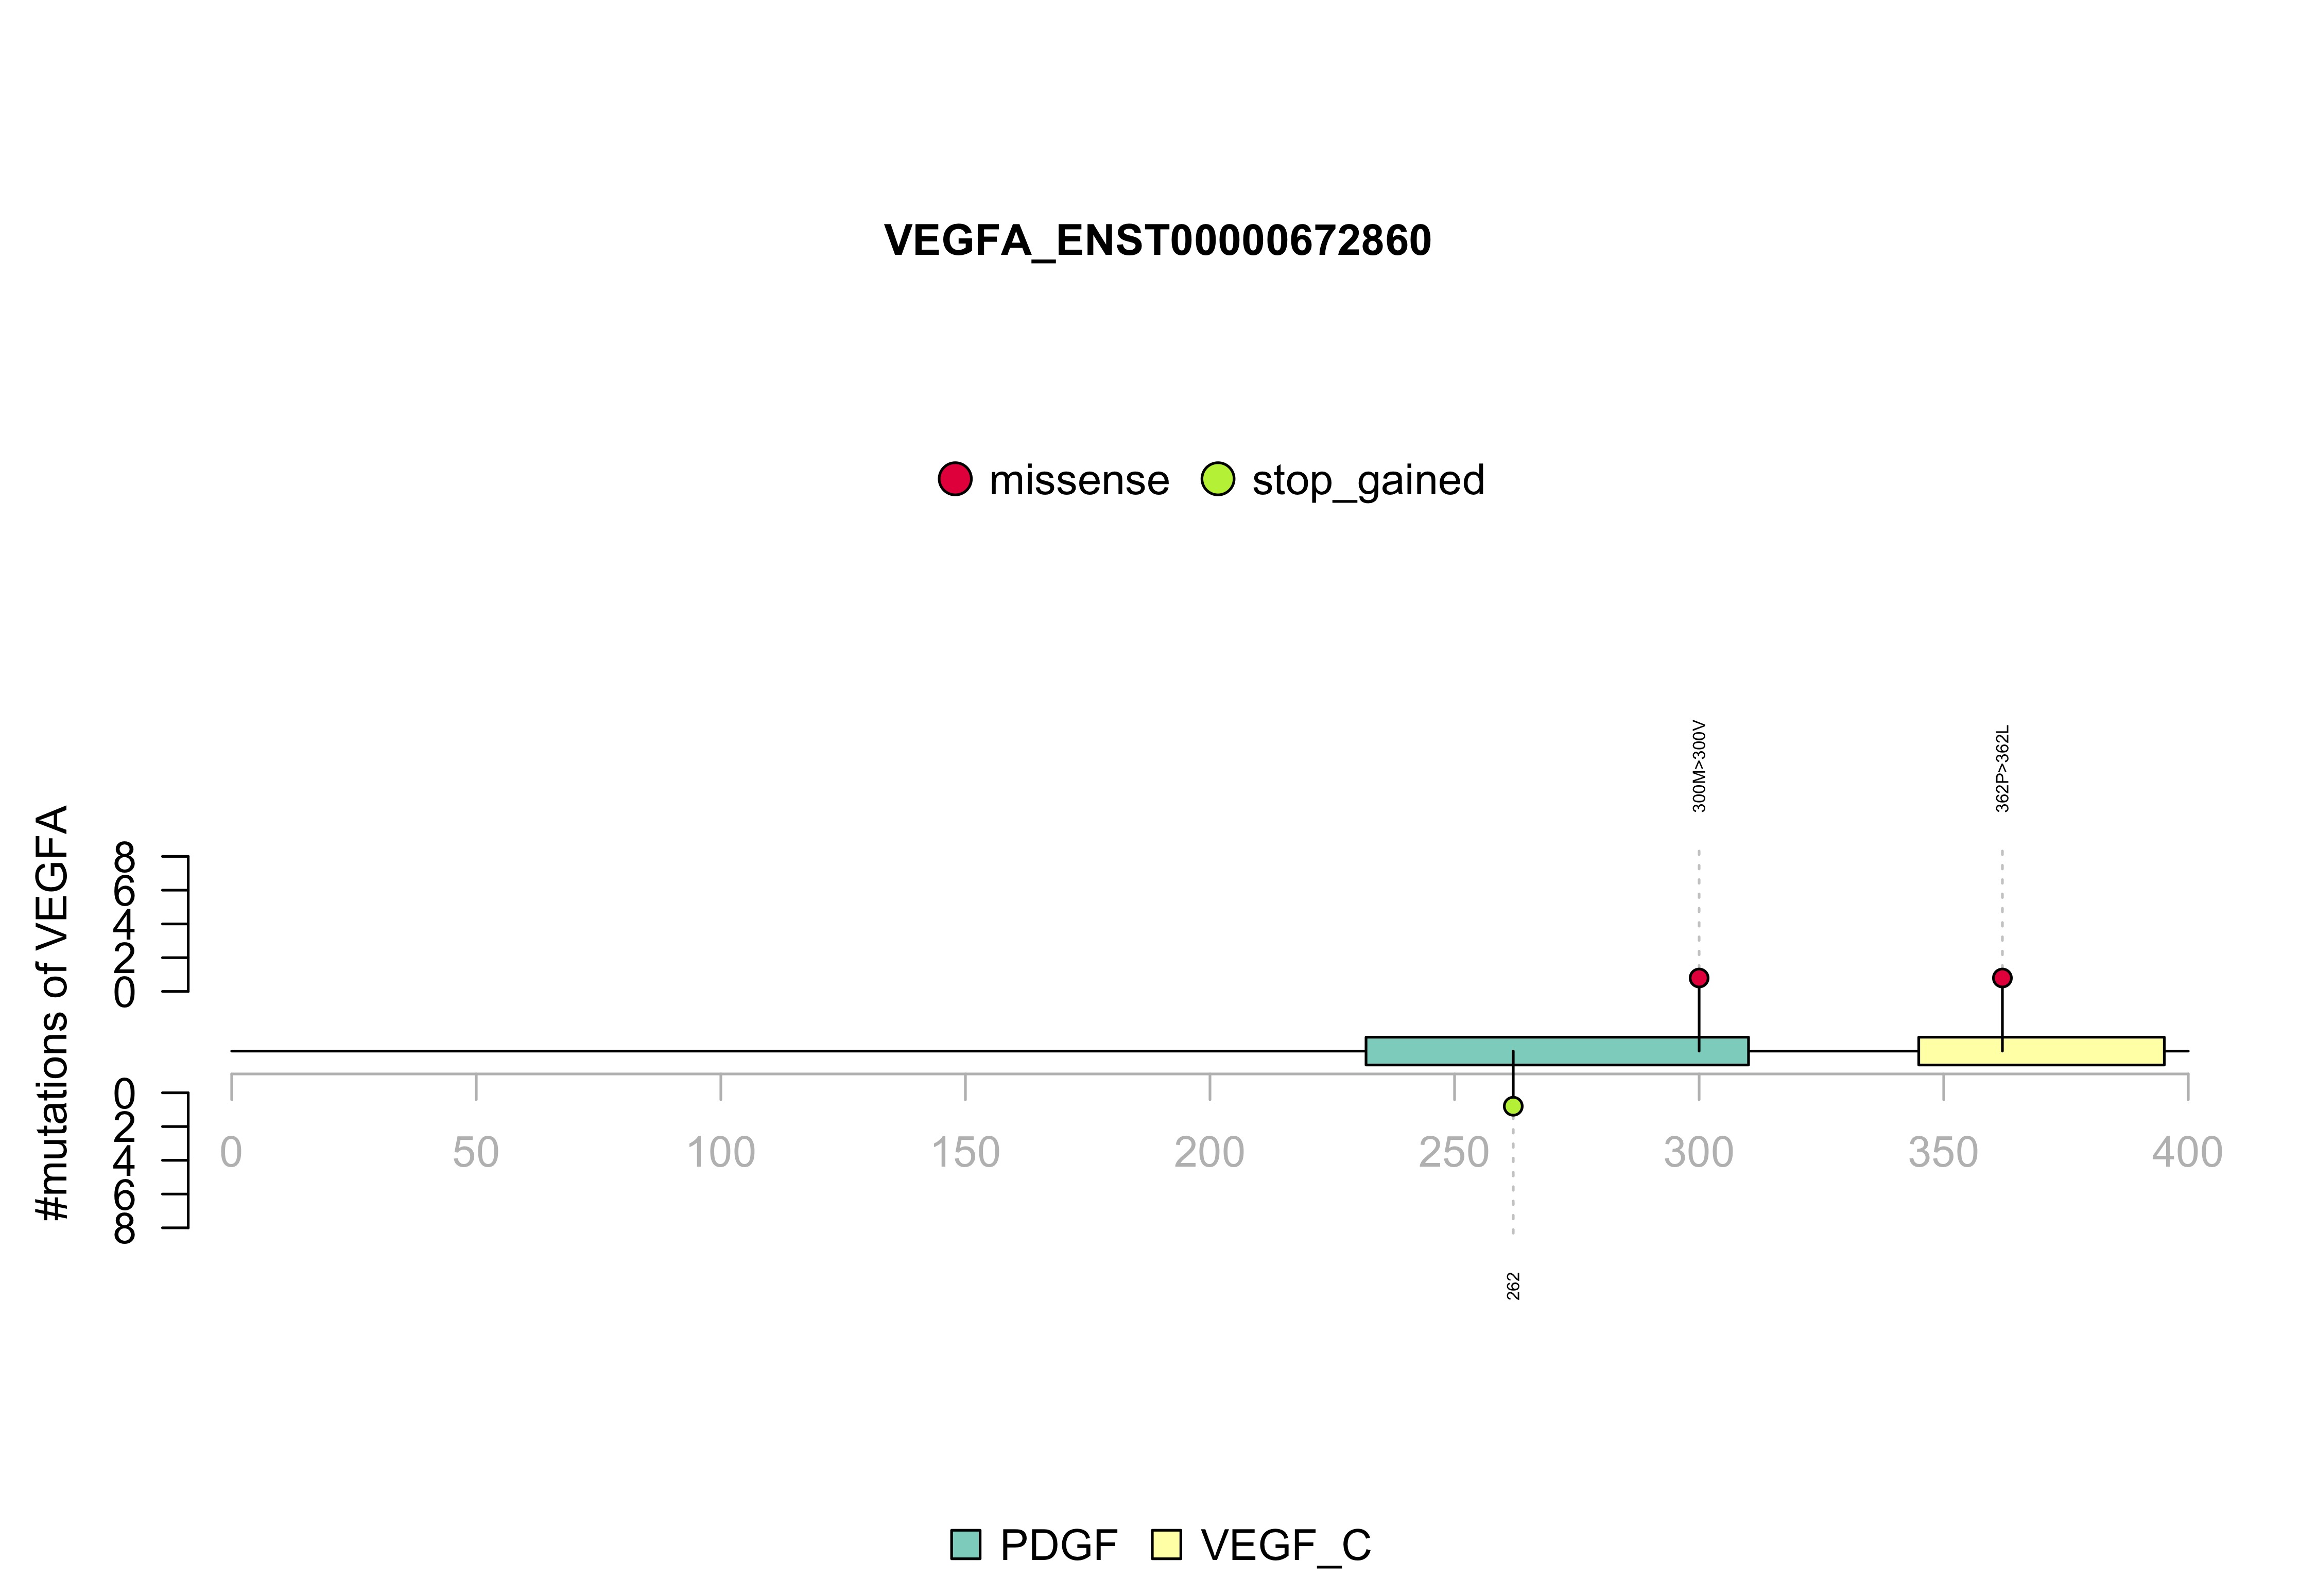 VEGFA_ENST00000672860
missense stop_gained
300M>300V 362P>362L
#mutations of VEGFA
8
6
4
2
0
0
2
4
6
8
0 50 100 150 200 250 300 350 400
262
PDGF VEGF_C